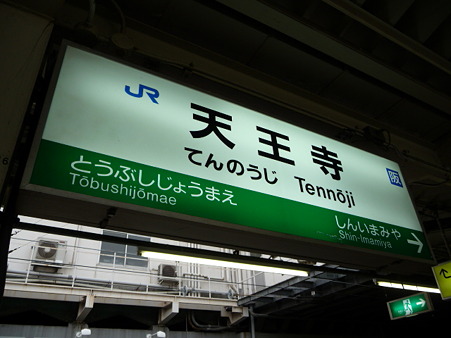 JR
天王寺
てんのうじ Tennōji
阪
とうぶしじょうまえ
Tōbushijōmae
しんいまみや
Shin-Imamiya